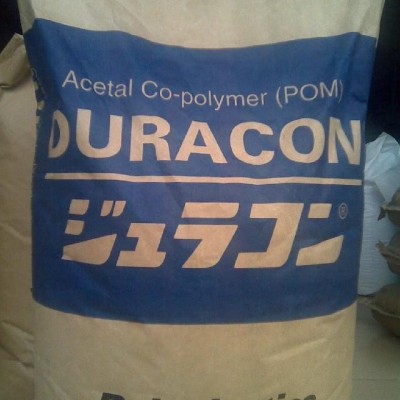 Acetal Co-polymer (POM)
DURACON
ジュラコン®